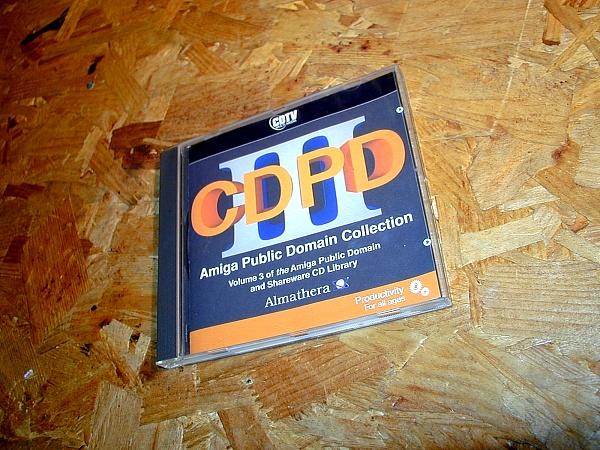 CDTV
III
CDPD
Amiga Public Domain Collection
Volume 3 of the Amiga Public Domain
and Shareware CD Library
Almathera
Productivity
For all ages